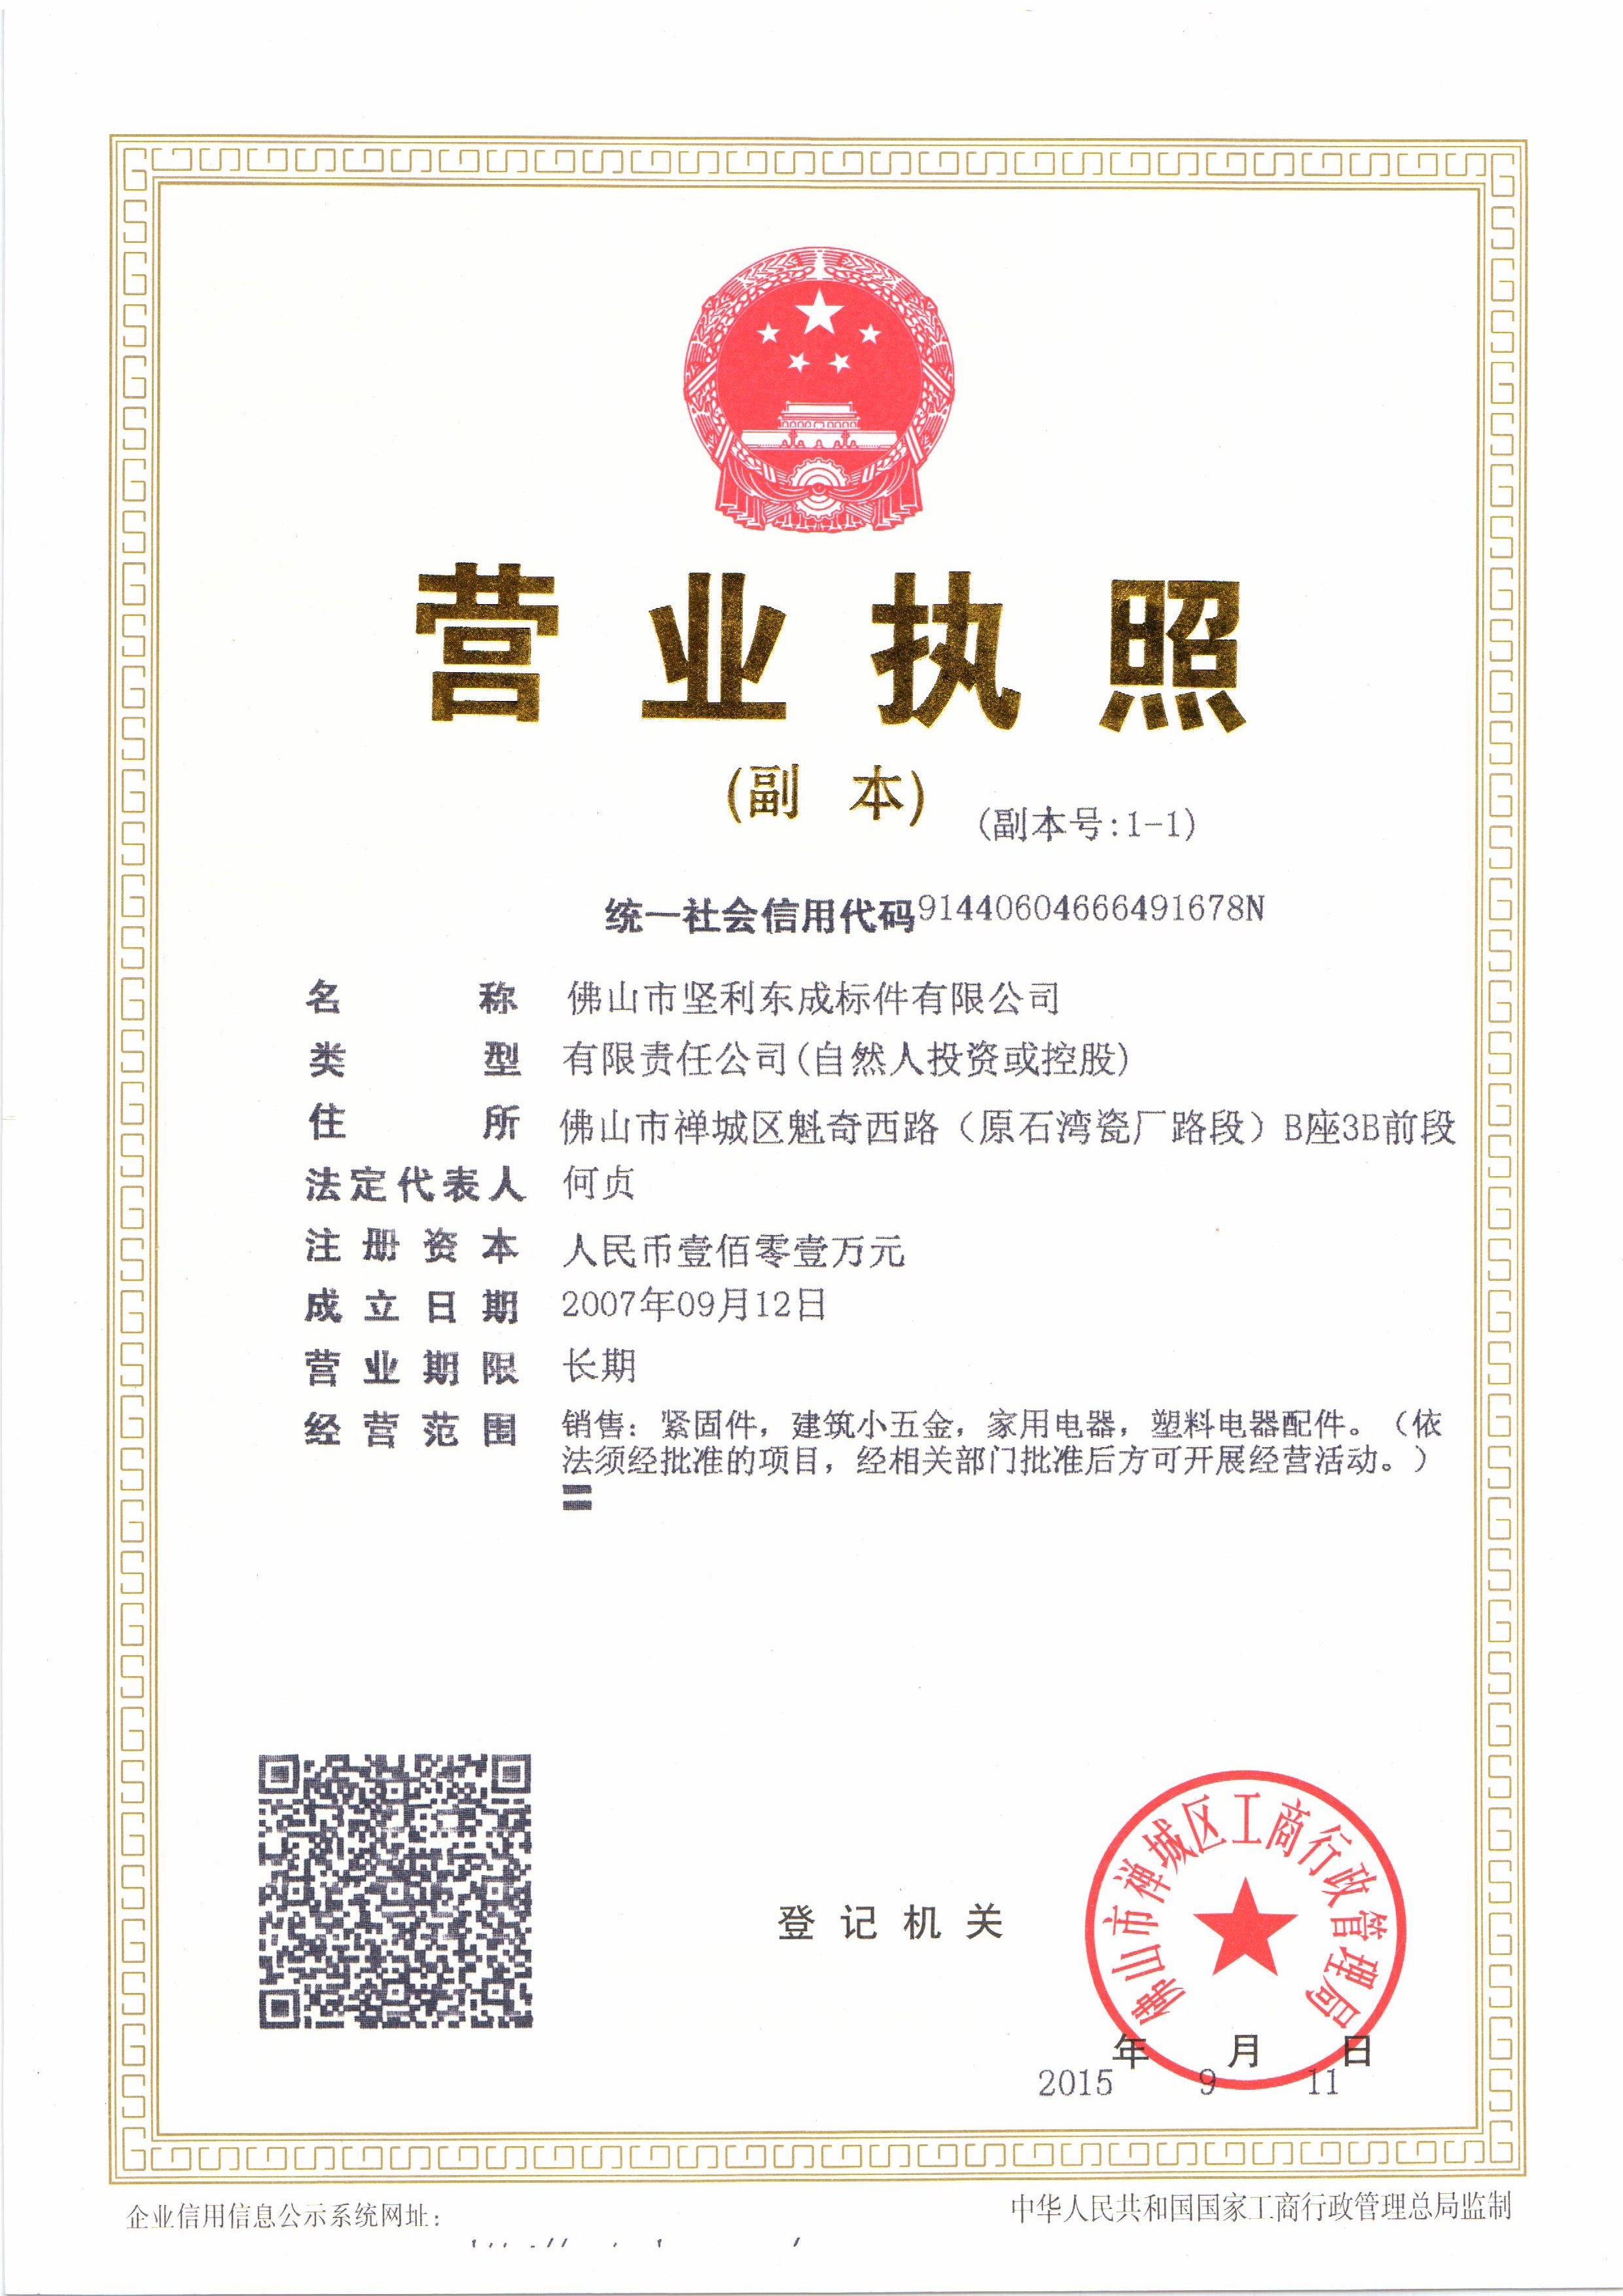 营业执照
(副 本) (副本号:1-1)
统一社会信用代码91440604666491678N
名 称 佛山市坚利东成标件有限公司
类 型 有限责任公司(自然人投资或控股)
住 所 佛山市禅城区魁奇西路（原石湾瓷厂路段）B座3B前段
法定代表人 何贞
注册资本 人民币壹佰零壹万元
成立日期 2007年09月12日
营业期限 长期
经营范围 销售：紧固件，建筑小五金，家用电器，塑料电器配件。（依
法须经批准的项目，经相关部门批准后方可开展经营活动。）
〓
登记机关
佛山市禅城区工商行政管理局
2015年9月11日
企业信用信息公示系统网址：
中华人民共和国国家工商行政管理总局监制